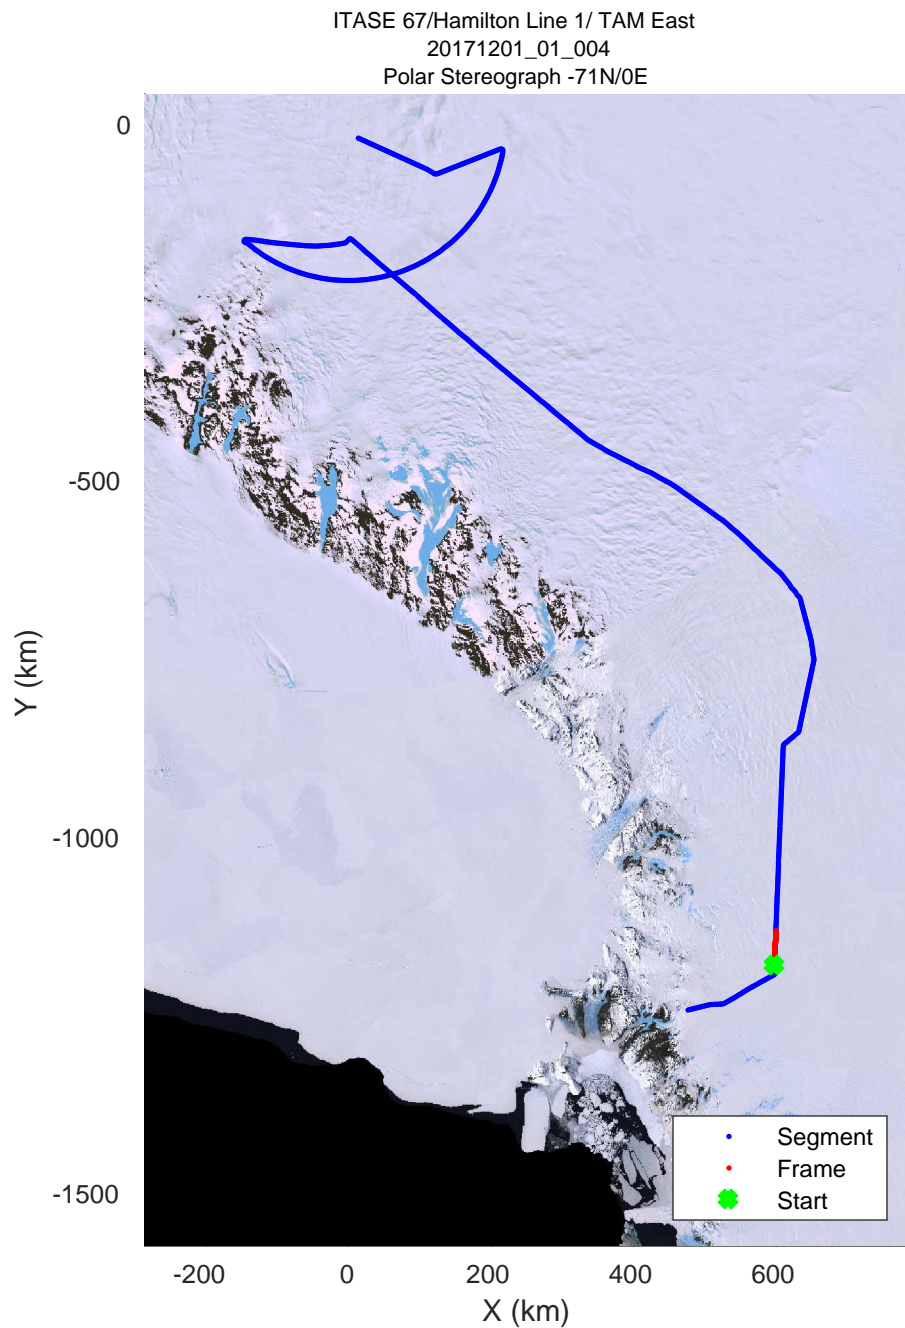 ITASE 67/Hamilton Line 1/ TAM East
20171201_01_004
Polar Stereograph -71N/0E
0
-500
-1000
-1500
Y (km)
Segment
Frame
Start
-200
0
200
400
600
X (km)